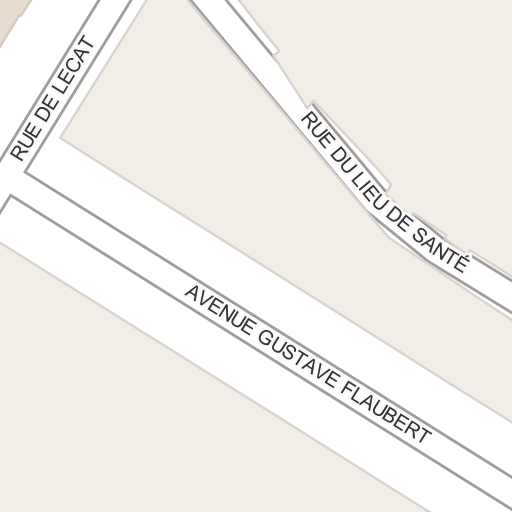 RUE DE LECAT
RUE DU LIEU DE SANTÉ
AVENUE GUSTAVE FLAUBERT